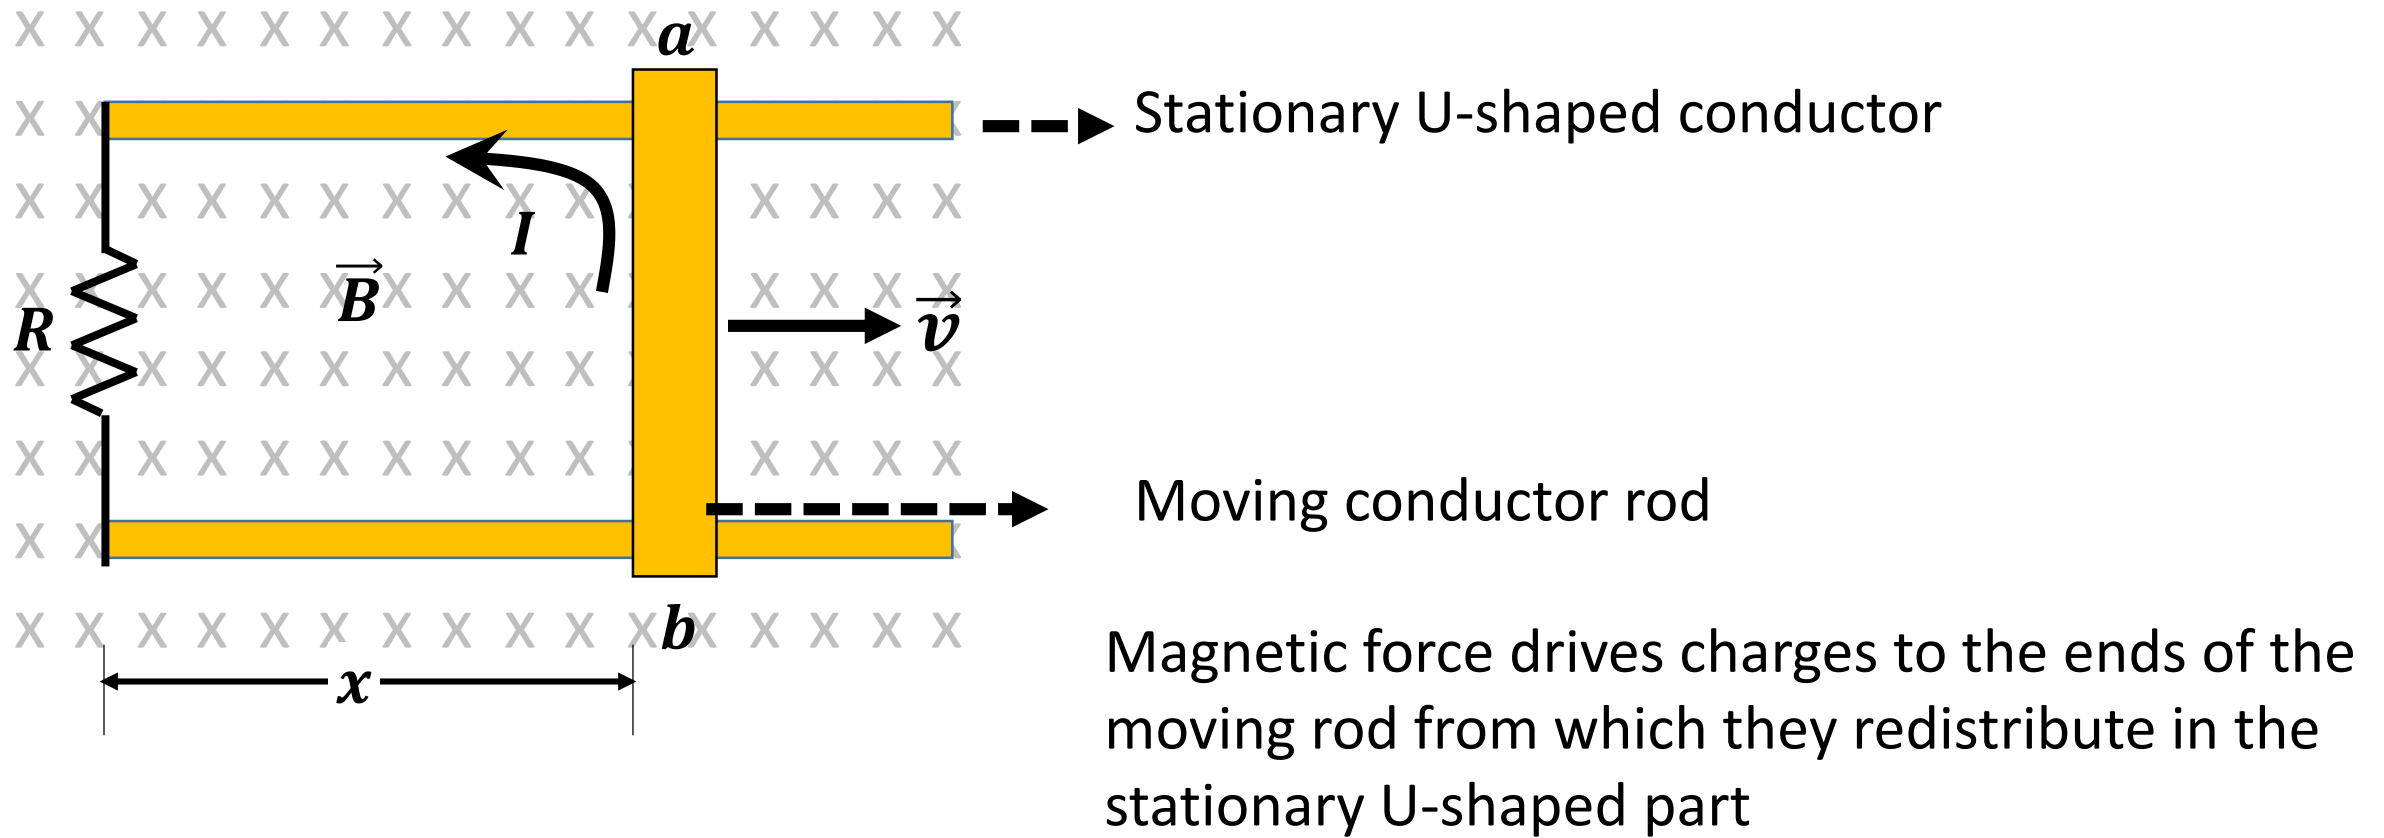 X X X X X X X X X X X X X X X X
a
X X X
Stationary U-shaped conductor
X X X X X X X X X X X X X X
I
X X X X X X X X X X X X X X
B
R
v
X X X X X X X X X X X X X X
X X X X X X X X X X X X X X
Moving conductor rod
X X X
X X X X X X X X X X X X X X X X
b
x
Magnetic force drives charges to the ends of the
moving rod from which they redistribute in the
stationary U-shaped part